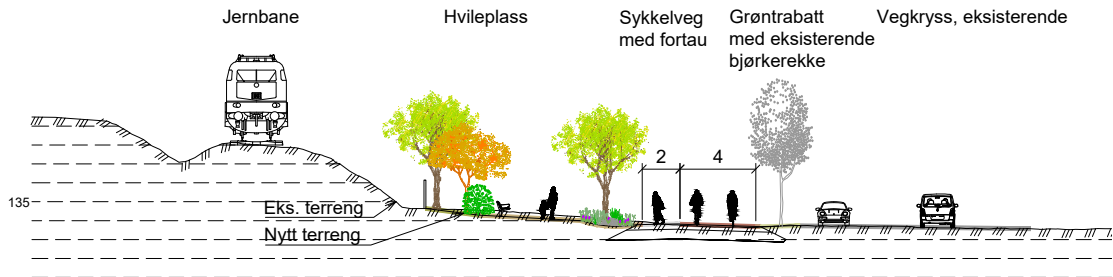 Jernbane
Hvileplass
Sykkelveg
med fortau
Grøntrabatt
med eksisterende
bjørkerekke
Vegkryss, eksisterende
2
4
135
Eks. terreng
Nytt terreng